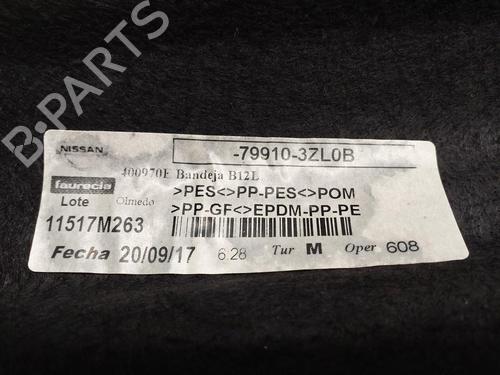 B-PARTS
NISSAN
-79910-3ZL0B
Bandeja B12L
faurecia
>PES<>PP-PES<>POM
Lote Olmedo
>PP-GF<>EPDM-PP-PE
11517M263
Fecha 20/09/17 6:28 Tur M Oper 608